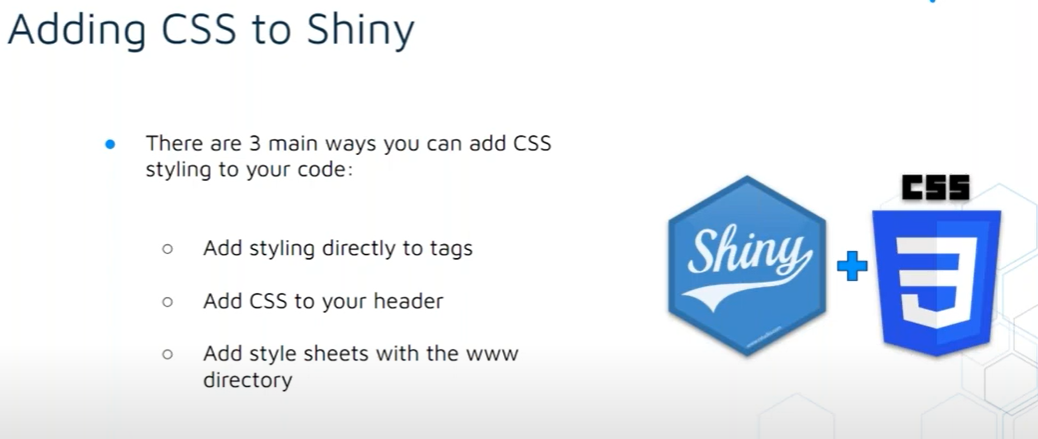 Adding CSS to Shiny
There are 3 main ways you can add CSS
styling to your code:
Add styling directly to tags
Add CSS to your header
Add style sheets with the www
directory
Shiny
CSS